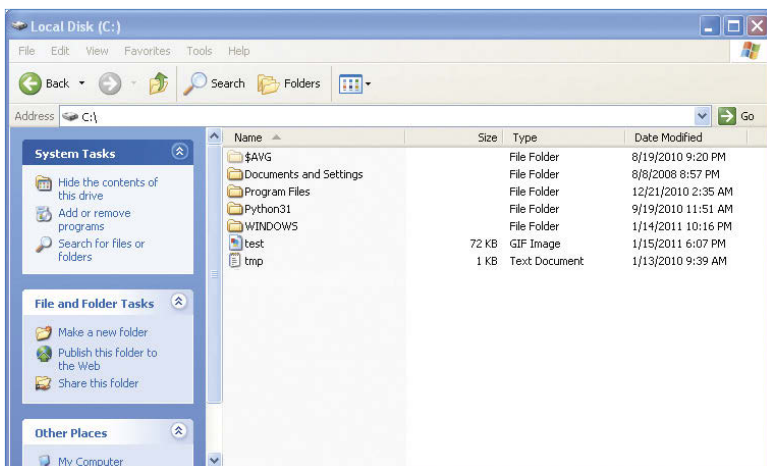 Local Disk (C:)
File Edit View Favorites Tools Help
Back Search Folders
Address C:\ Go
System Tasks
Hide the contents of
this drive
Add or remove
programs
Search for files or
folders
File and Folder Tasks
Make a new folder
Publish this folder to
the Web
Share this folder
Other Places
My Computer
Name Size Type Date Modified
$AVG File Folder 8/19/2010 9:20 PM
Documents and Settings File Folder 8/8/2008 8:57 PM
Program Files File Folder 12/21/2010 2:35 AM
Python31 File Folder 9/19/2010 11:51 AM
WINDOWS File Folder 1/14/2011 10:16 PM
test 72 KB GIF Image 1/15/2011 6:07 PM
tmp 1 KB Text Document 1/13/2010 9:39 AM